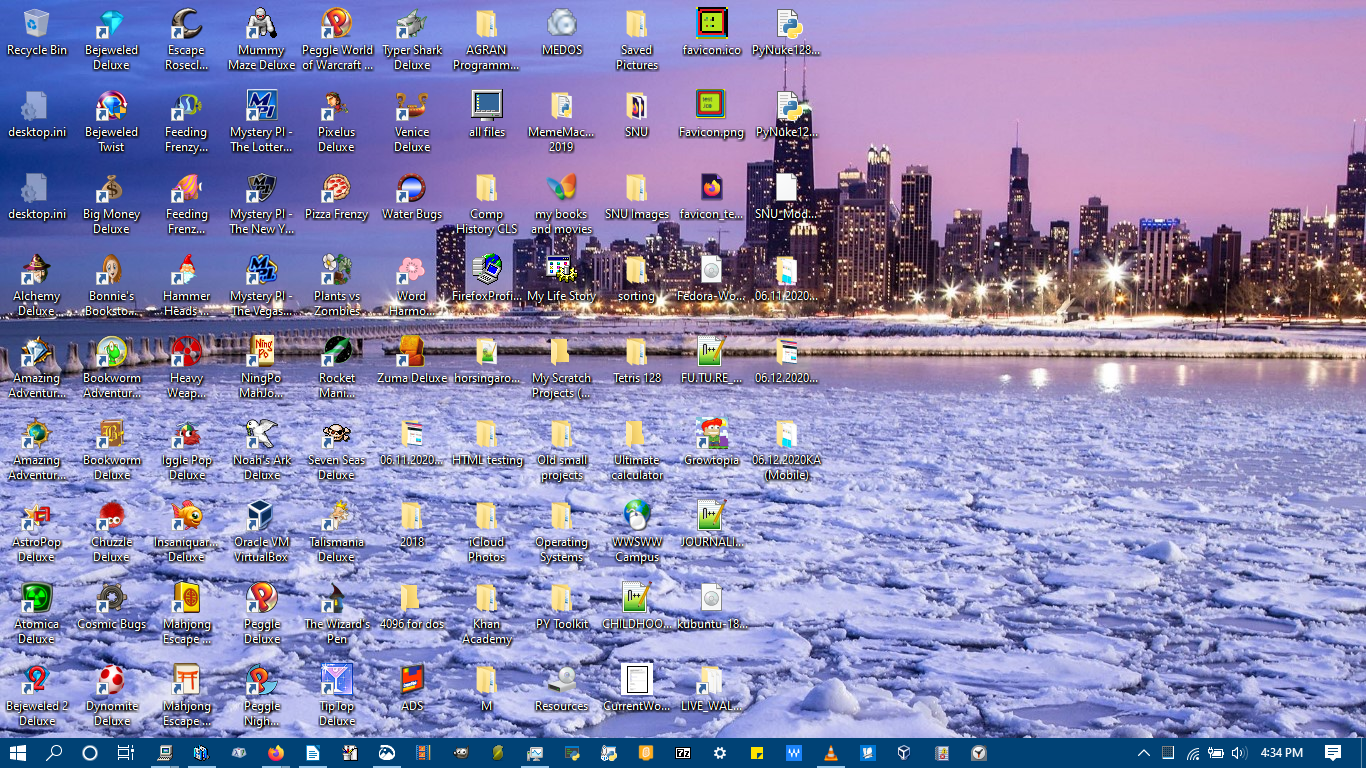 Recycle Bin
Bejeweled
Deluxe
Escape
Rosecl...
Mummy
Maze Deluxe
Peggle World
of Warcraft ...
Typer Shark
Deluxe
AGRAN
Programm...
MEDOS
Saved
Pictures
favicon.ico
PyNuke128...
desktop.ini
Bejeweled
Twist
Feeding
Frenzy...
Mystery PI -
The Lotter...
Pixelus
Deluxe
Venice
Deluxe
all files
MemeMac...
2019
SNU
Favicon.png
PyNuke12...
desktop.ini
Big Money
Deluxe
Feeding
Frenz...
Mystery PI -
The New Y...
Pizza Frenzy
Water Bugs
Comp
History CLS
my books
and movies
SNU Images
favicon_te...
SNU_Mod...
Alchemy
Deluxe...
Bonnie's
Booksto...
Hammer
Heads ...
Mystery PI -
The Vegas...
Plants vs
Zombies
Word
Harmo...
FirefoxProfi...
My Life Story
sorting
Fedora-Wo...
06.11.2020...
Amazing
Adventur...
Bookworm
Adventur...
Heavy
Weap...
NingPo
MahJo...
Rocket
Mani...
Zuma Deluxe
horsingaro...
My Scratch
Projects (...
Tetris 128
FU.TU.RE_...
06.12.2020...
Amazing
Adventur...
Bookworm
Deluxe
Iggle Pop
Deluxe
Noah's Ark
Deluxe
Seven Seas
Deluxe
06.11.2020...
HTML testing
Old small
projects
Ultimate
calculator
Growtopia
06.12.2020KA
(Mobile)
AstroPop
Deluxe
Chuzzle
Deluxe
Insaniquar...
Deluxe
Oracle VM
VirtualBox
Talismania
Deluxe
2018
iCloud
Photos
Operating
Systems
WWSWW
Campus
JOURNALI...
Atomica
Deluxe
Cosmic Bugs
Mahjong
Escape ...
Peggle
Deluxe
The Wizard's
Pen
4096 for dos
Khan
Academy
PY Toolkit
CHILDHOO...
kubuntu-18...
Bejeweled 2
Deluxe
Dynomite
Deluxe
Mahjong
Escape ...
Peggle
Nigh...
TipTop
Deluxe
ADS
M
Resources
CurrentWo...
LIVE_WAL...
4:34 PM